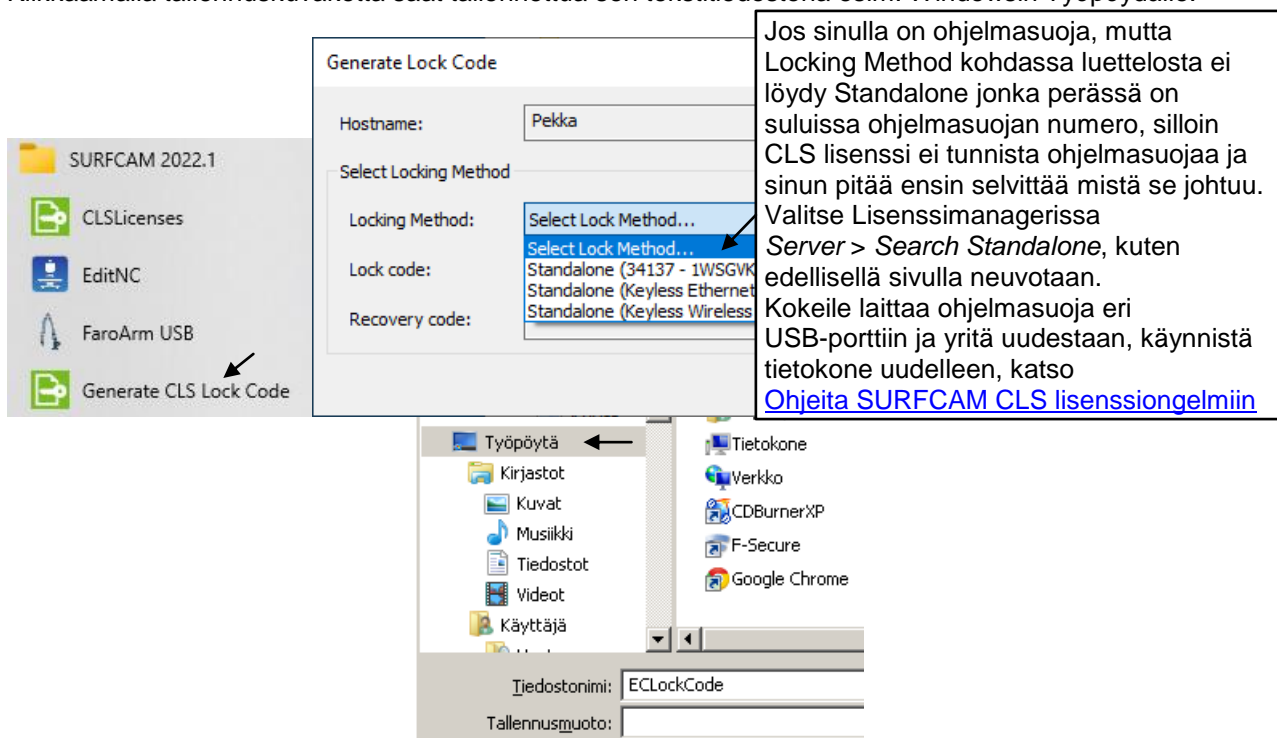 Generate Lock Code
Hostname:
Pekka
Select Locking Method
Locking Method:
Select Lock Method...
Select Lock Method...
Standalone (34137 - 1WSGVK
Standalone (Keyless Ethernet
Standalone (Keyless Wireless
Lock code:
Recovery code:
SURFCAM 2022.1
CLSLicenses
EditNC
FaroArm USB
Generate CLS Lock Code
Jos sinulla on ohjelmasuoja, mutta
Locking Method kohdassa luettelosta ei
löydy Standalone jonka perässä on
suluissa ohjelmasuojan numero, silloin
CLS lisenssi ei tunnista ohjelmasuojaa ja
sinun pitää ensin selvittää mistä se johtuu.
Valitse Lisenssimanagerissa
Server > Search Standalone, kuten
edellisellä sivulla neuvotaan.
Kokeile laittaa ohjelmasuoja eri
USB-porttiin ja yritä uudestaan, käynnistä
tietokone uudelleen, katso
Ohjeita SURFCAM CLS lisenssiongelmiin
Työpöytä
Kirjastot
Kuvat
Musiikki
Tiedostot
Videot
Käyttäjä
Tietokone
Verkko
CDBurnerXP
F-Secure
Google Chrome
Tiedostonimi:
ECLockCode
Tallennusmuoto: